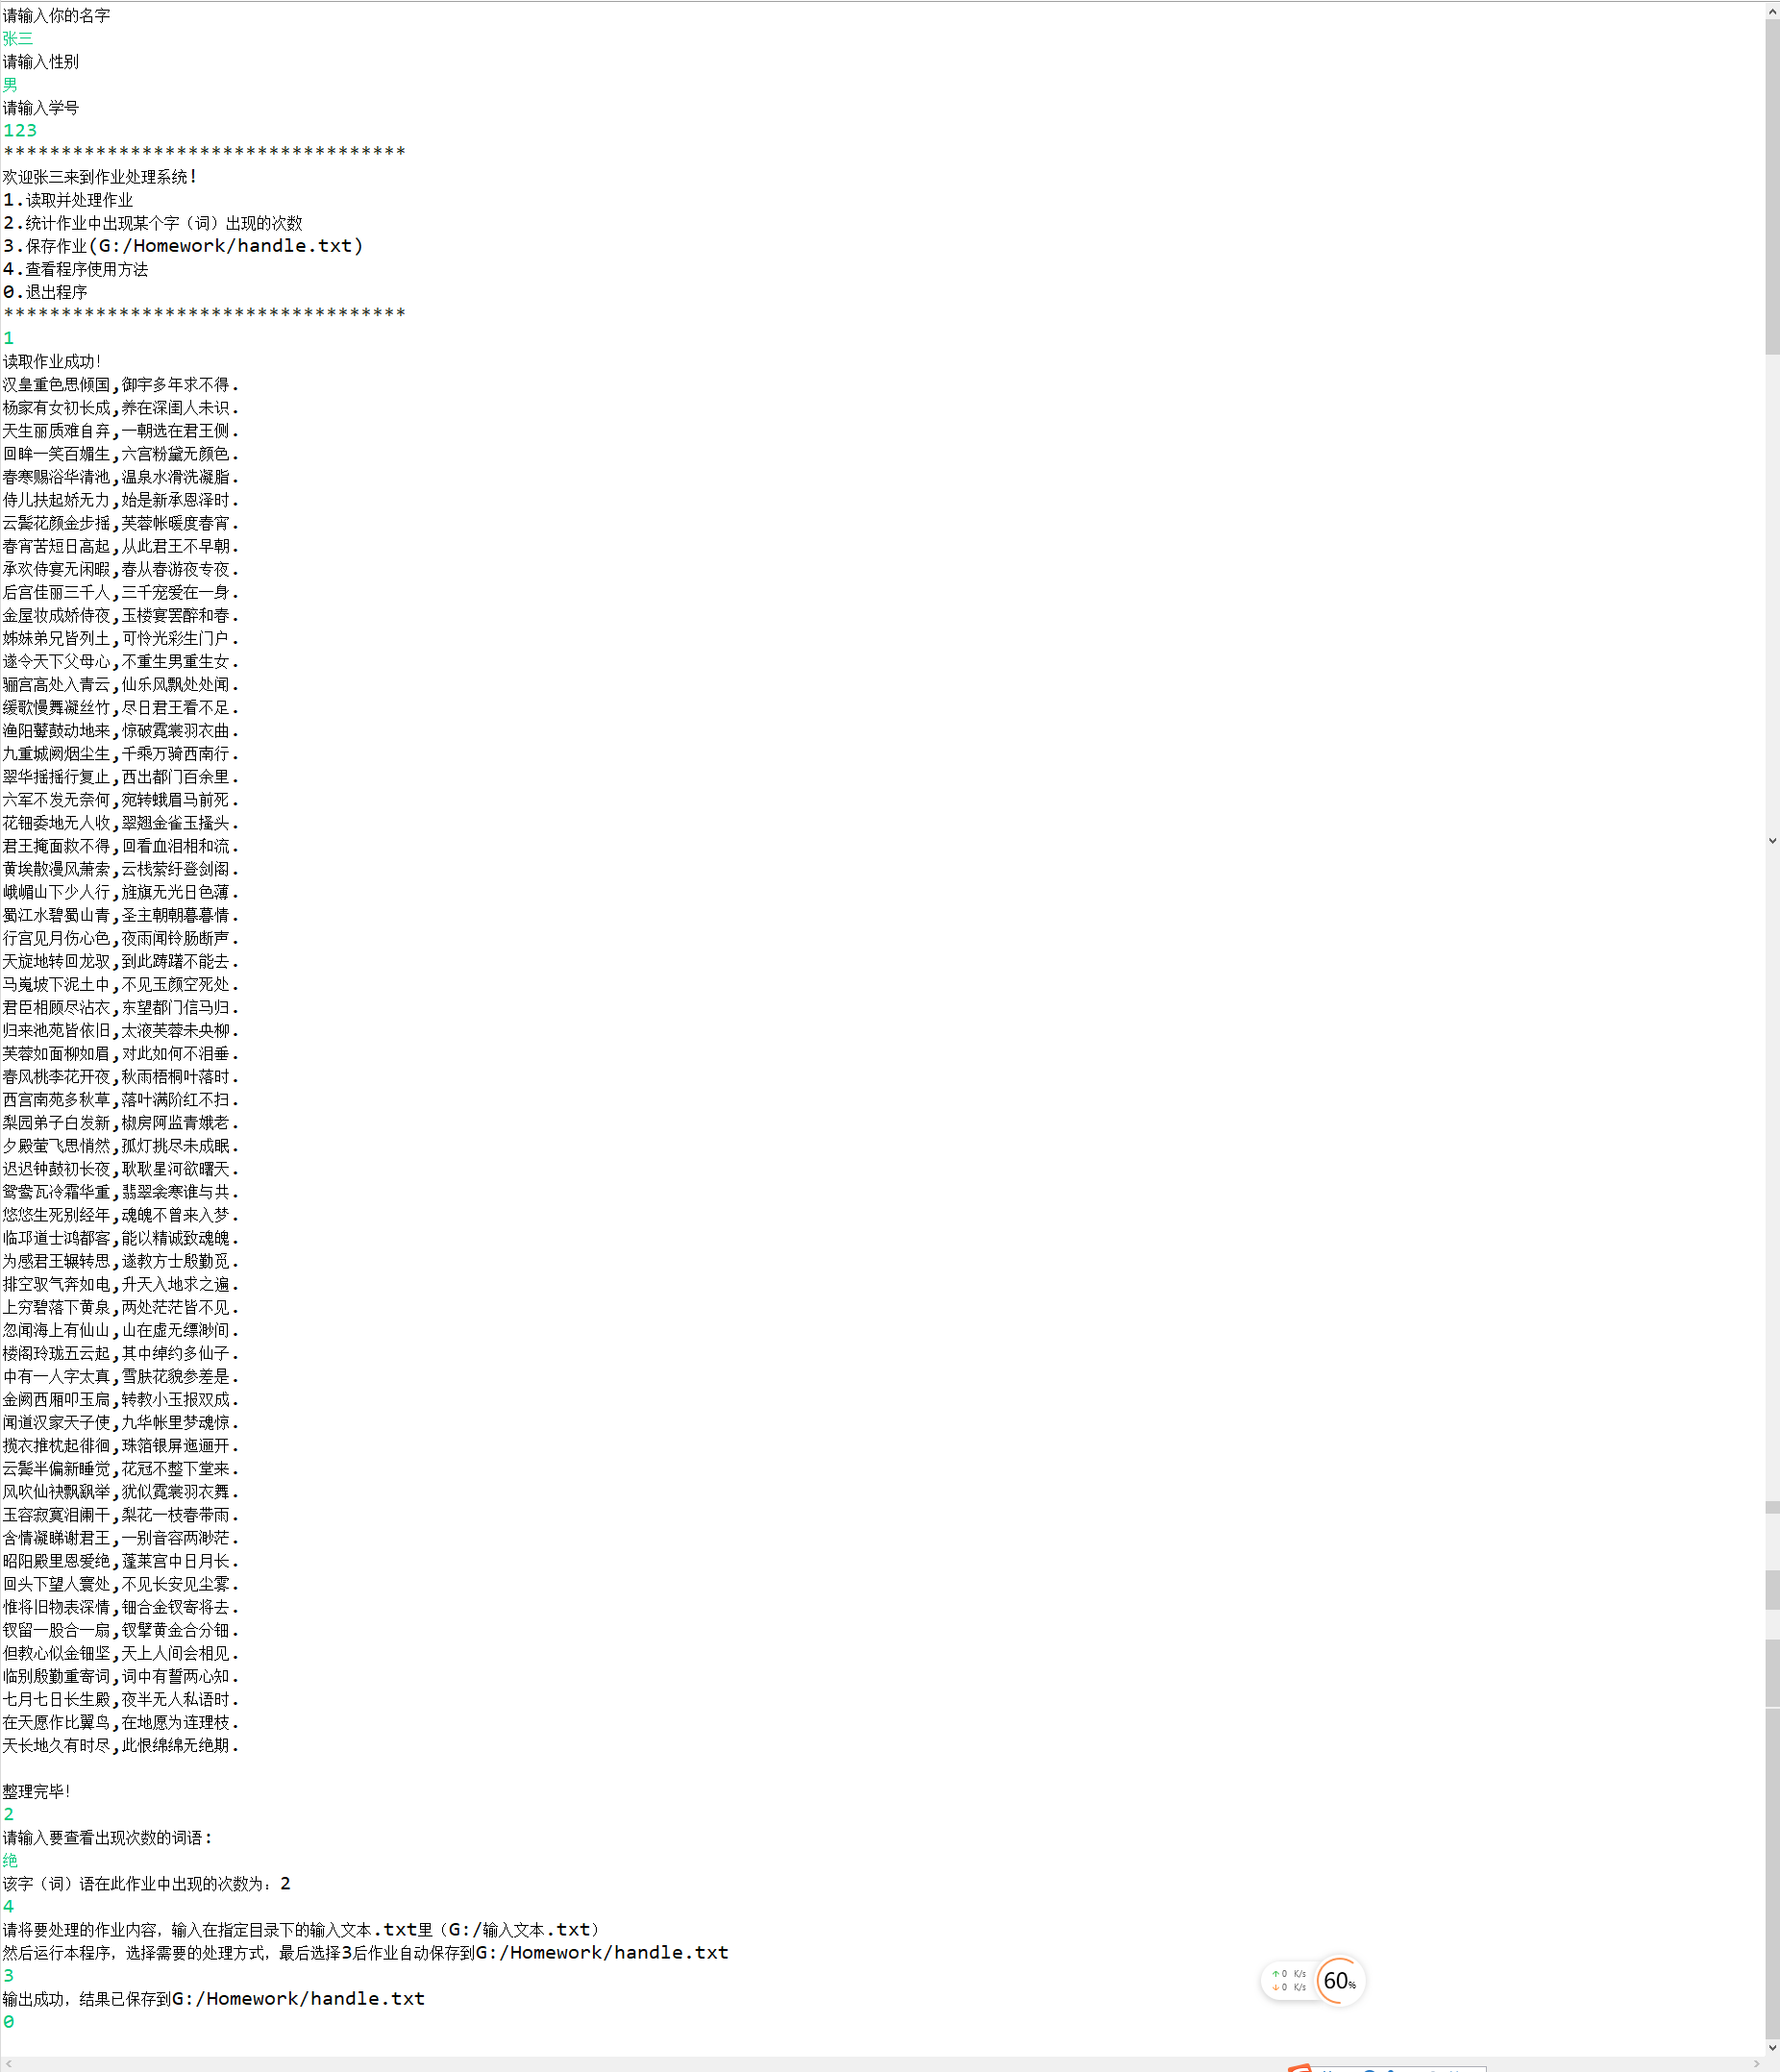 请输入你的名字
张三
请输入性别
男
请输入学号
123
***********************************
欢迎张三来到作业处理系统!
1.读取并处理作业
2.统计作业中出现某个字（词）出现的次数
3.保存作业(G:/Homework/handle.txt)
4.查看程序使用方法
0.退出程序
***********************************
1
读取作业成功！
汉皇重色思倾国,御宇多年求不得.
杨家有女初长成,养在深闺人未识.
天生丽质难自弃,一朝选在君王侧.
回眸一笑百媚生,六宫粉黛无颜色.
春寒赐浴华清池,温泉水滑洗凝脂.
侍儿扶起娇无力,始是新承恩泽时.
云鬓花颜金步摇,芙蓉帐暖度春宵.
春宵苦短日高起,从此君王不早朝.
承欢侍宴无闲暇,春从春游夜专夜.
后宫佳丽三千人,三千宠爱在一身.
金屋妆成娇侍夜,玉楼宴罢醉和春.
姊妹弟兄皆列土,可怜光彩生门户.
遂令天下父母心,不重生男重生女.
骊宫高处入青云,仙乐风飘处处闻.
缓歌慢舞凝丝竹,尽日君王看不足.
渔阳鼙鼓动地来,惊破霓裳羽衣曲.
九重城阙烟尘生,千乘万骑西南行.
翠华摇摇行复止,西出都门百余里.
六军不发无奈何,宛转蛾眉马前死.
花钿委地无人收,翠翘金雀玉搔头.
君王掩面救不得,回看血泪相和流.
黄埃散漫风萧索,云栈萦纡登剑阁.
峨嵋山下少人行,旌旗无光日色薄.
蜀江水碧蜀山青,圣主朝朝暮暮情.
行宫见月伤心色,夜雨闻铃肠断声.
天旋地转回龙驭,到此踌躇不能去.
马嵬坡下泥土中,不见玉颜空死处.
君臣相顾尽沾衣,东望都门信马归.
归来池苑皆依旧,太液芙蓉未央柳.
芙蓉如面柳如眉,对此如何不泪垂.
春风桃李花开夜,秋雨梧桐叶落时.
西宫南苑多秋草,落叶满阶红不扫.
梨园弟子白发新,椒房阿监青娥老.
夕殿萤飞思悄然,孤灯挑尽未成眠.
迟迟钟鼓初长夜,耿耿星河欲曙天.
鸳鸯瓦冷霜华重,翡翠衾寒谁与共.
悠悠生死别经年,魂魄不曾来入梦.
临邛道士鸿都客,能以精诚致魂魄.
为感君王辗转思,遂教方士殷勤觅.
排空驭气奔如电,升天入地求之遍.
上穷碧落下黄泉,两处茫茫皆不见.
忽闻海上有仙山,山在虚无缥渺间.
楼阁玲珑五云起,其中绰约多仙子.
中有一人字太真,雪肤花貌参差是.
金阙西厢叩玉扃,转教小玉报双成.
闻道汉家天子使,九华帐里梦魂惊.
揽衣推枕起徘徊,珠箔银屏迤逦开.
云鬓半偏新睡觉,花冠不整下堂来.
风吹仙袂飘飖举,犹似霓裳羽衣舞.
玉容寂寞泪阑干,梨花一枝春带雨.
含情凝睇谢君王,一别音容两渺茫.
昭阳殿里恩爱绝,蓬莱宫中日月长.
回头下望人寰处,不见长安见尘雾.
惟将旧物表深情,钿合金钗寄将去.
钗留一股合一扇,钗擘黄金合分钿.
但教心似金钿坚,天上人间会相见.
临别殷勤重寄词,词中有誓两心知.
七月七日长生殿,夜半无人私语时.
在天愿作比翼鸟,在地愿为连理枝.
天长地久有时尽,此恨绵绵无绝期.
整理完毕！
2
请输入要查看出现次数的词语:
绝
该字（词）语在此作业中出现的次数为：2
4
请将要处理的作业内容，输入在指定目录下的输入文本.txt里（G:/输入文本.txt）
然后运行本程序，选择需要的处理方式，最后选择3后作业自动保存到G:/Homework/handle.txt
3
输出成功，结果已保存到G:/Homework/handle.txt
0
↑ 0 K/s
↓ 0 K/s
60%